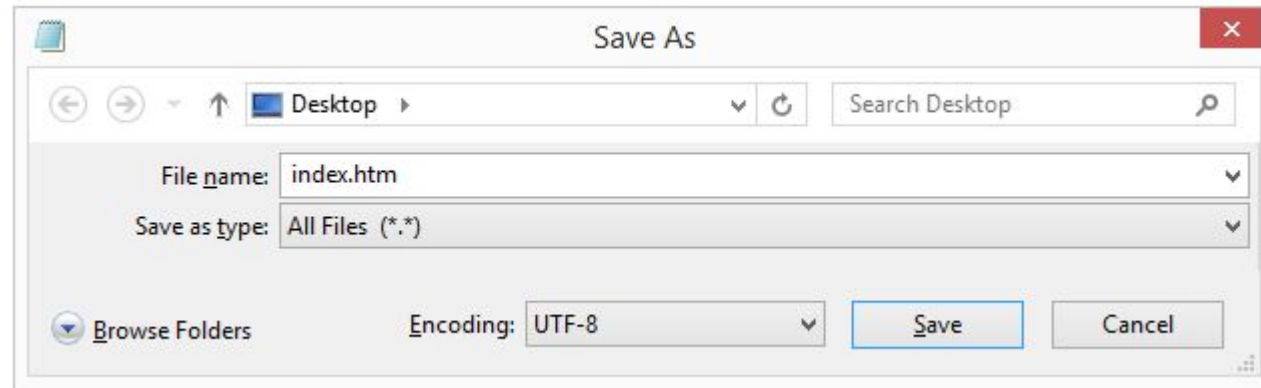 Save As
Desktop Search Desktop
File name: index.htm
Save as type: All Files (*.*)
Browse Folders Encoding: UTF-8 Save Cancel